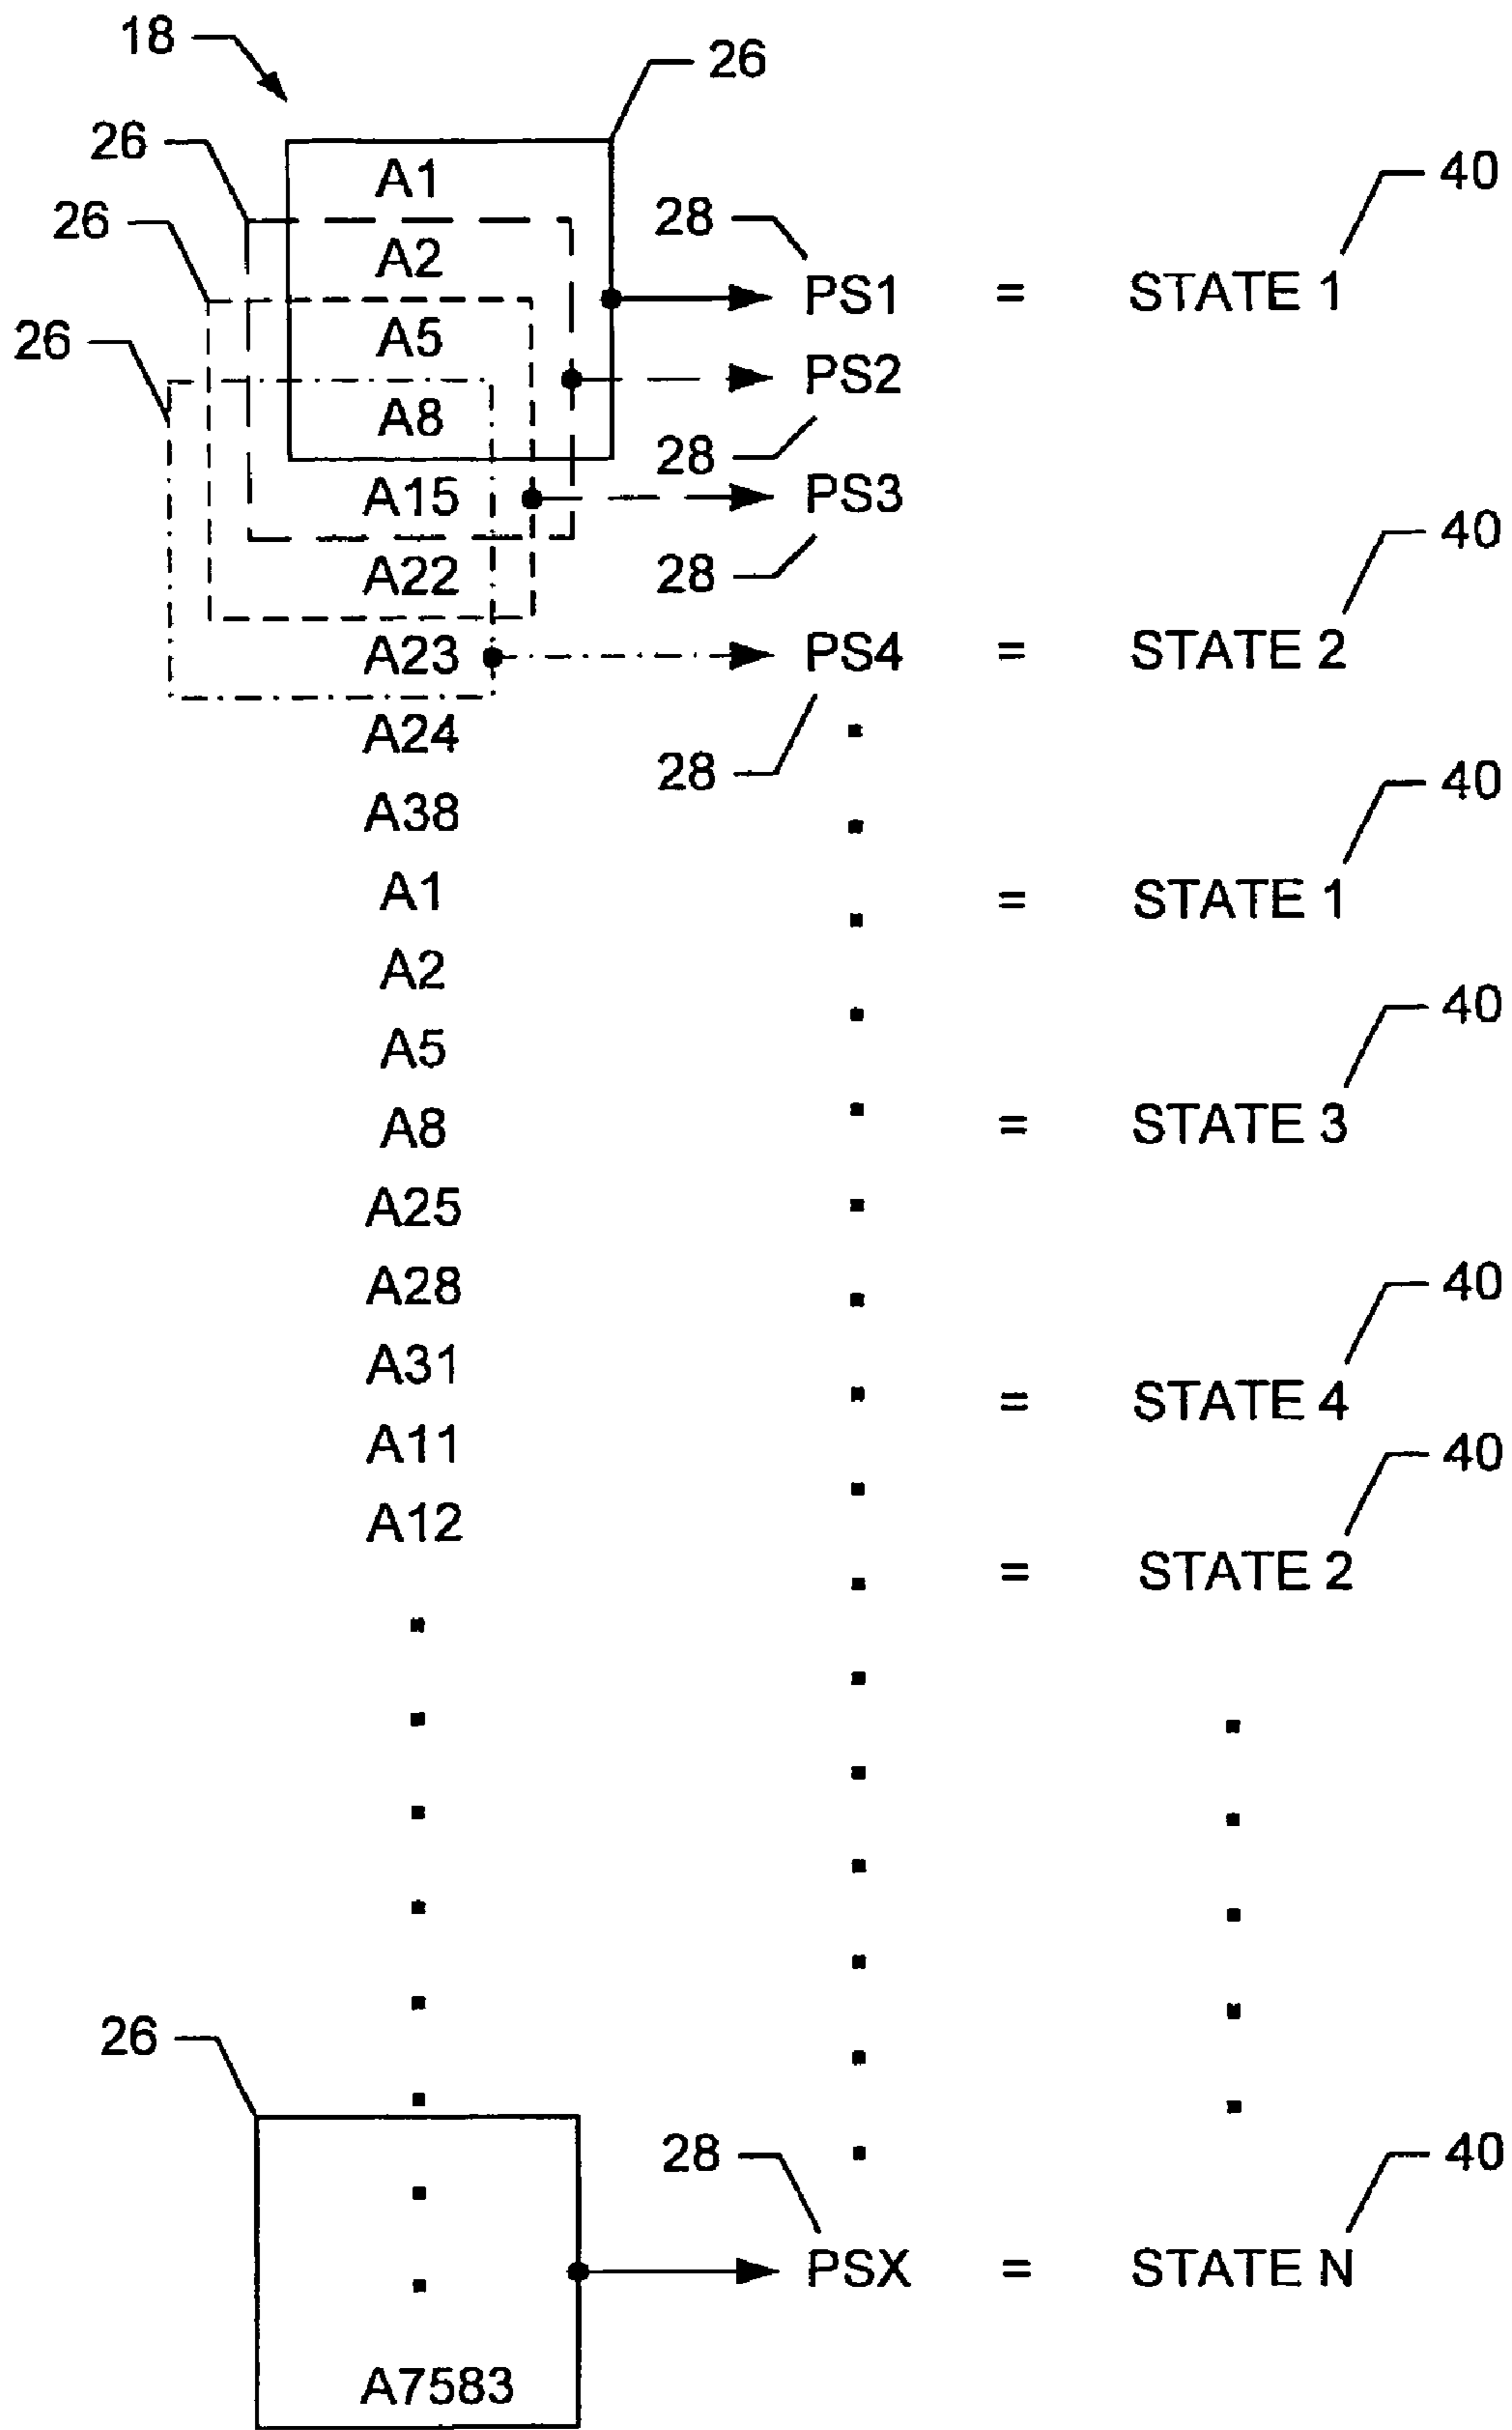 18
26
26
A1
40
26
28
A2
26
PS1 = STATE 1
A5
PS2
A8
28
A15
PS3
40
A22
28
A23
PS4 = STATE 2
A24
28
40
A38
A1
= STATE 1
A2
40
A5
A8
= STATE 3
A25
A28
40
A31
= STATE 4
A11
40
A12
= STATE 2
26
28
40
PSX = STATE N
A7583